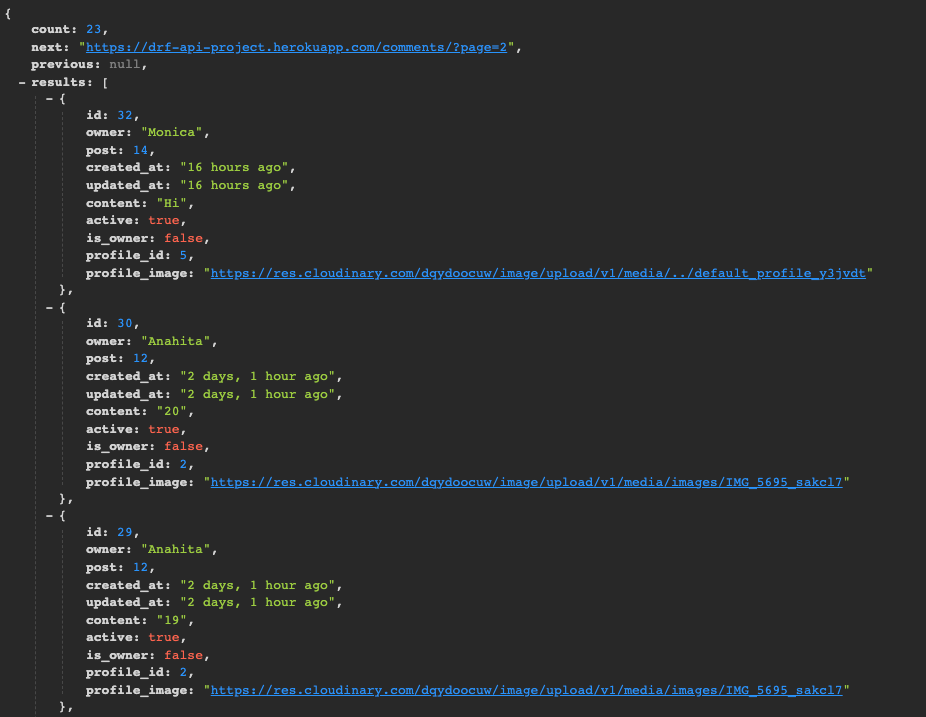 {
count: 23,
next: "https://drf-api-project.herokuapp.com/comments/?page=2",
previous: null,
- results: [
- {
id: 32,
owner: "Monica",
post: 14,
created_at: "16 hours ago",
updated_at: "16 hours ago",
content: "Hi",
active: true,
is_owner: false,
profile_id: 5,
profile_image: "https://res.cloudinary.com/dqydoocuw/image/upload/v1/media/../default_profile_y3jvdt"
},
- {
id: 30,
owner: "Anahita",
post: 12,
created_at: "2 days, 1 hour ago",
updated_at: "2 days, 1 hour ago",
content: "20",
active: true,
is_owner: false,
profile_id: 2,
profile_image: "https://res.cloudinary.com/dqydoocuw/image/upload/v1/media/images/IMG_5695_sakcl7"
},
- {
id: 29,
owner: "Anahita",
post: 12,
created_at: "2 days, 1 hour ago",
updated_at: "2 days, 1 hour ago",
content: "19",
active: true,
is_owner: false,
profile_id: 2,
profile_image: "https://res.cloudinary.com/dqydoocuw/image/upload/v1/media/images/IMG_5695_sakcl7"
},